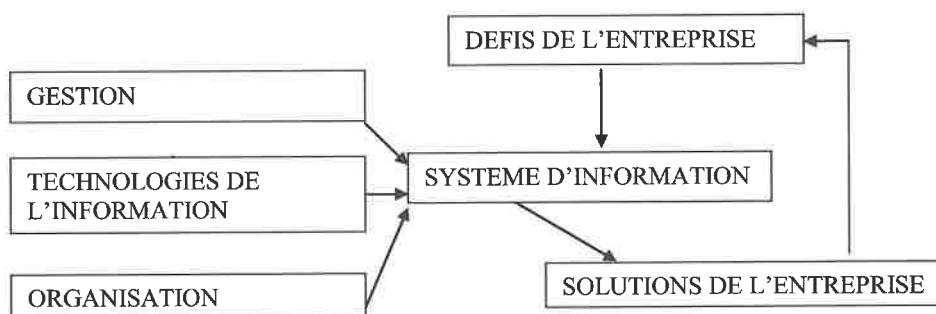 DEFIS DE L'ENTREPRISE
GESTION
TECHNOLOGIES DE
L'INFORMATION
SYSTEME D'INFORMATION
ORGANISATION
SOLUTIONS DE L'ENTREPRISE